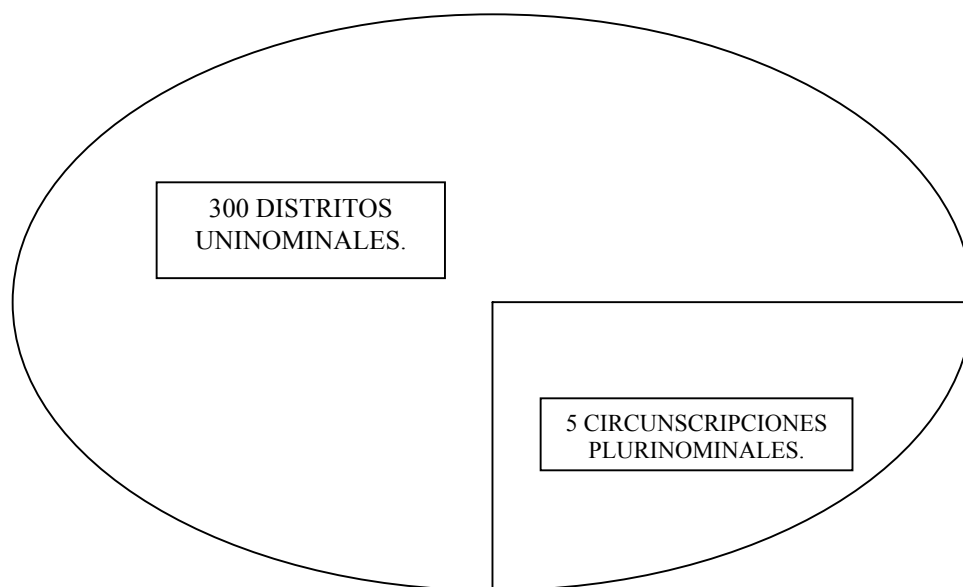 300 DISTRITOS
UNINOMINALES.
5 CIRCUNSCRIPCIONES
PLURINOMINALES.